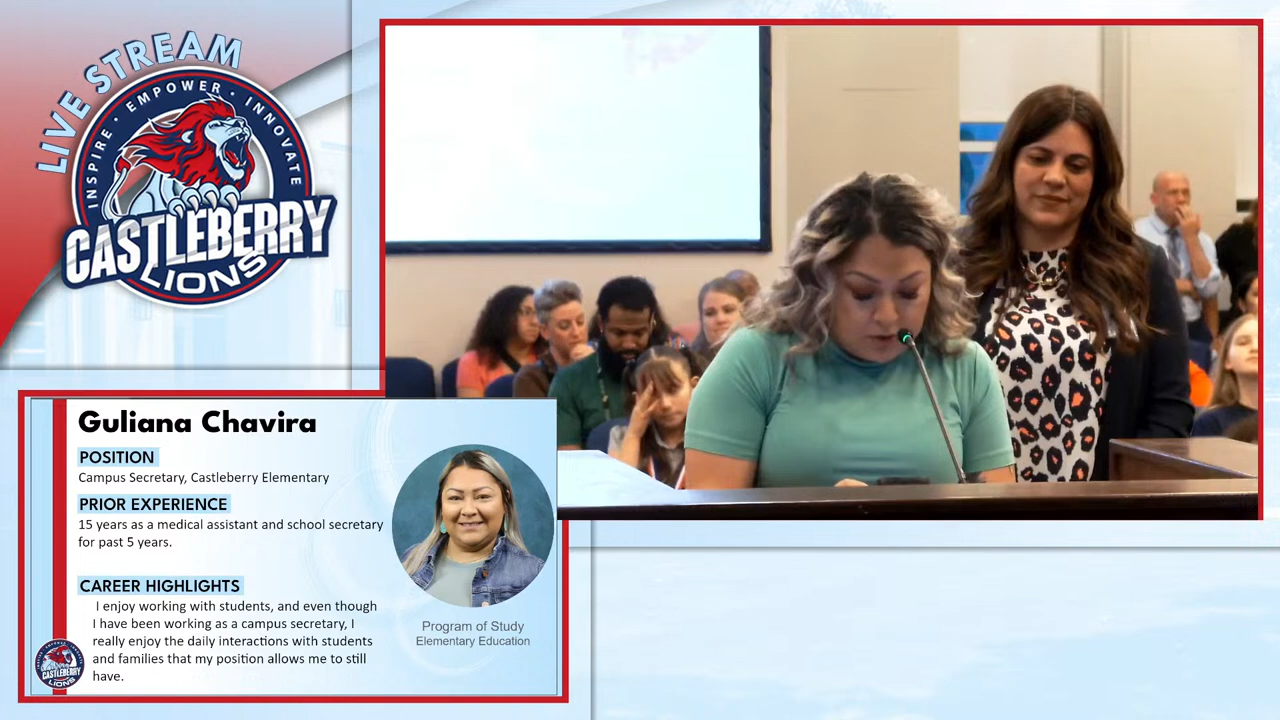 LIVE STREAM
INSPIRE • EMPOWER • INNOVATE
CASTLEBERRY
LIONS
Guliana Chavira
POSITION
Campus Secretary, Castleberry Elementary
PRIOR EXPERIENCE
15 years as a medical assistant and school secretary
for past 5 years.
CAREER HIGHLIGHTS
I enjoy working with students, and even though
I have been working as a campus secretary, I
really enjoy the daily interactions with students
and families that my position allows me to still
have.
Program of Study
Elementary Education
CASTLEBERRY
LIONS